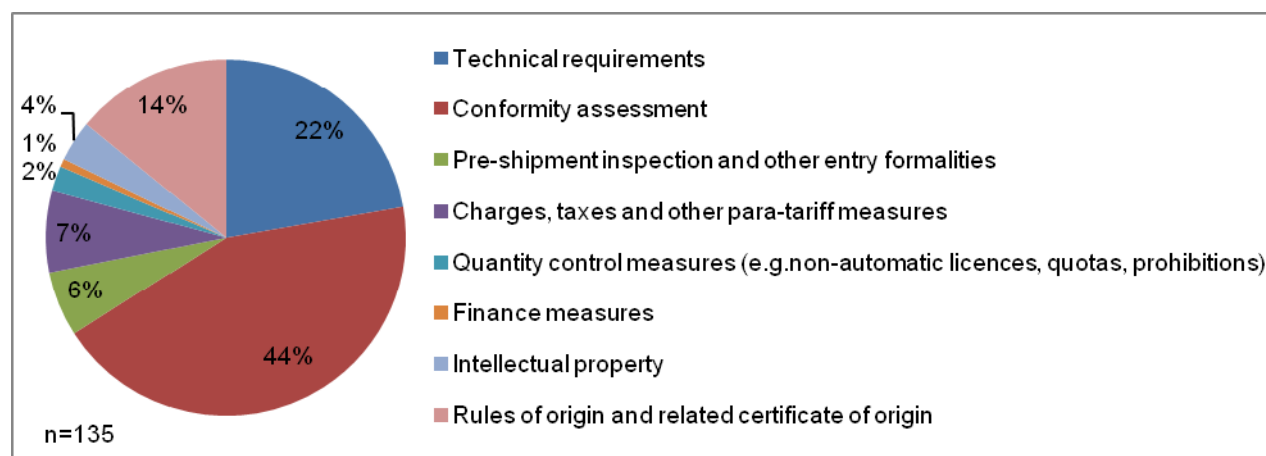 Technical requirements
Conformity assessment
Pre-shipment inspection and other entry formalities
Charges, taxes and other para-tariff measures
Quantity control measures (e.g.non-automatic licences, quotas, prohibitions)
Finance measures
Intellectual property
Rules of origin and related certificate of origin
22%
44%
6%
7%
2%
1%
4%
14%
n=135